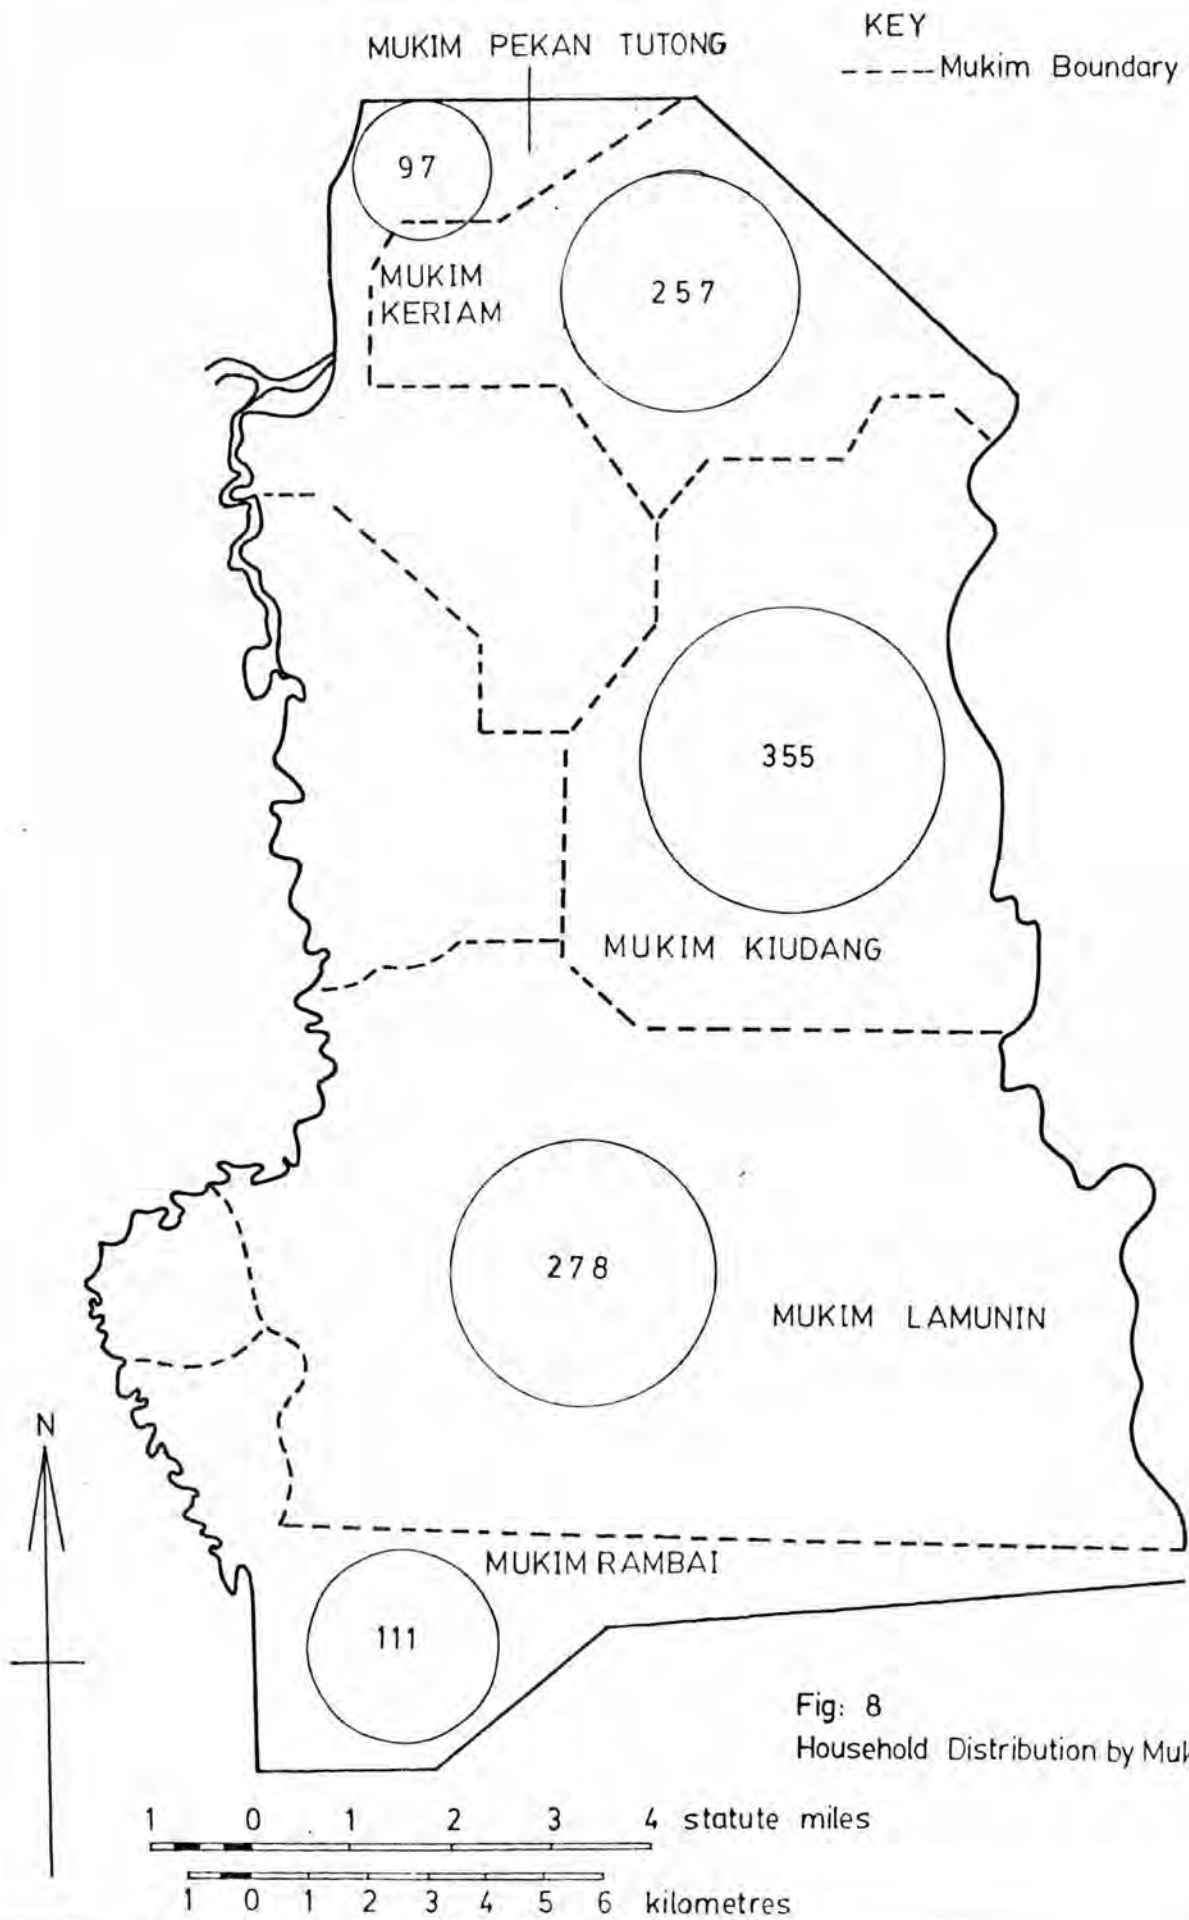 KEY
MUKIM PEKAN TUTONG
Mukim Boundary
97
257
MUKIM
KERIAM
355
MUKIM KIUDANG
278
MUKIM LAMUNIN
N
MUKIM RAMBAI
111
Fig: 8
Household Distribution by Muk
1 0 1 2 3 4 statute miles
1 0 1 2 3 4 5 6 kilometres